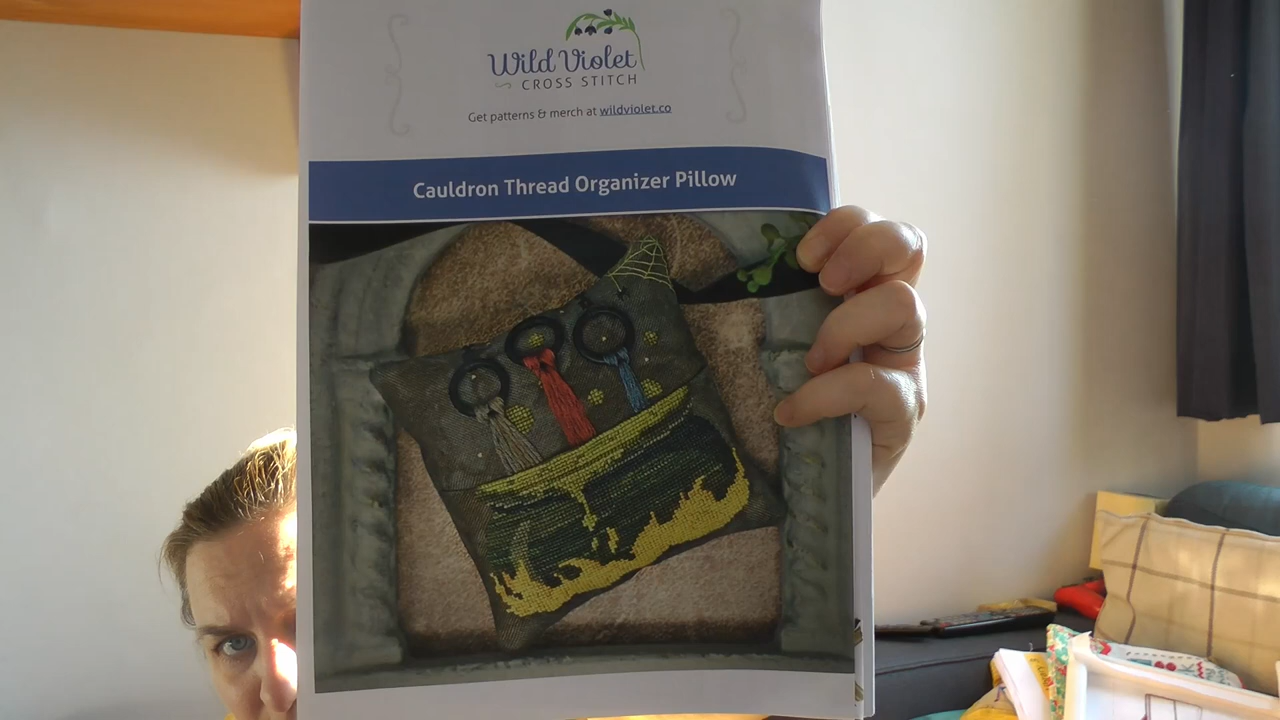 Wild Violet
CROSS STITCH
Get patterns & merch at wildviolet.co
Cauldron Thread Organizer Pillow